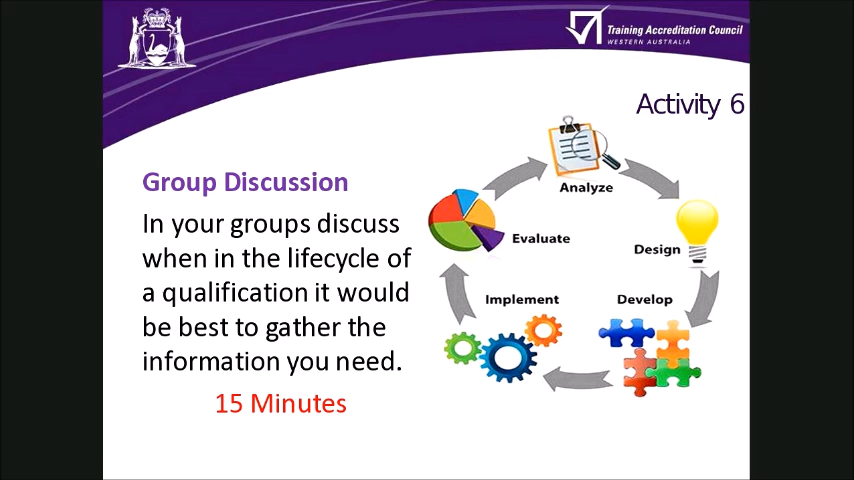 Training Accreditation Council
WESTERN AUSTRALIA
Activity 6
Group Discussion
In your groups discuss
when in the lifecycle of
a qualification it would
be best to gather the
information you need.
15 Minutes
Analyze
Design
Develop
Implement
Evaluate